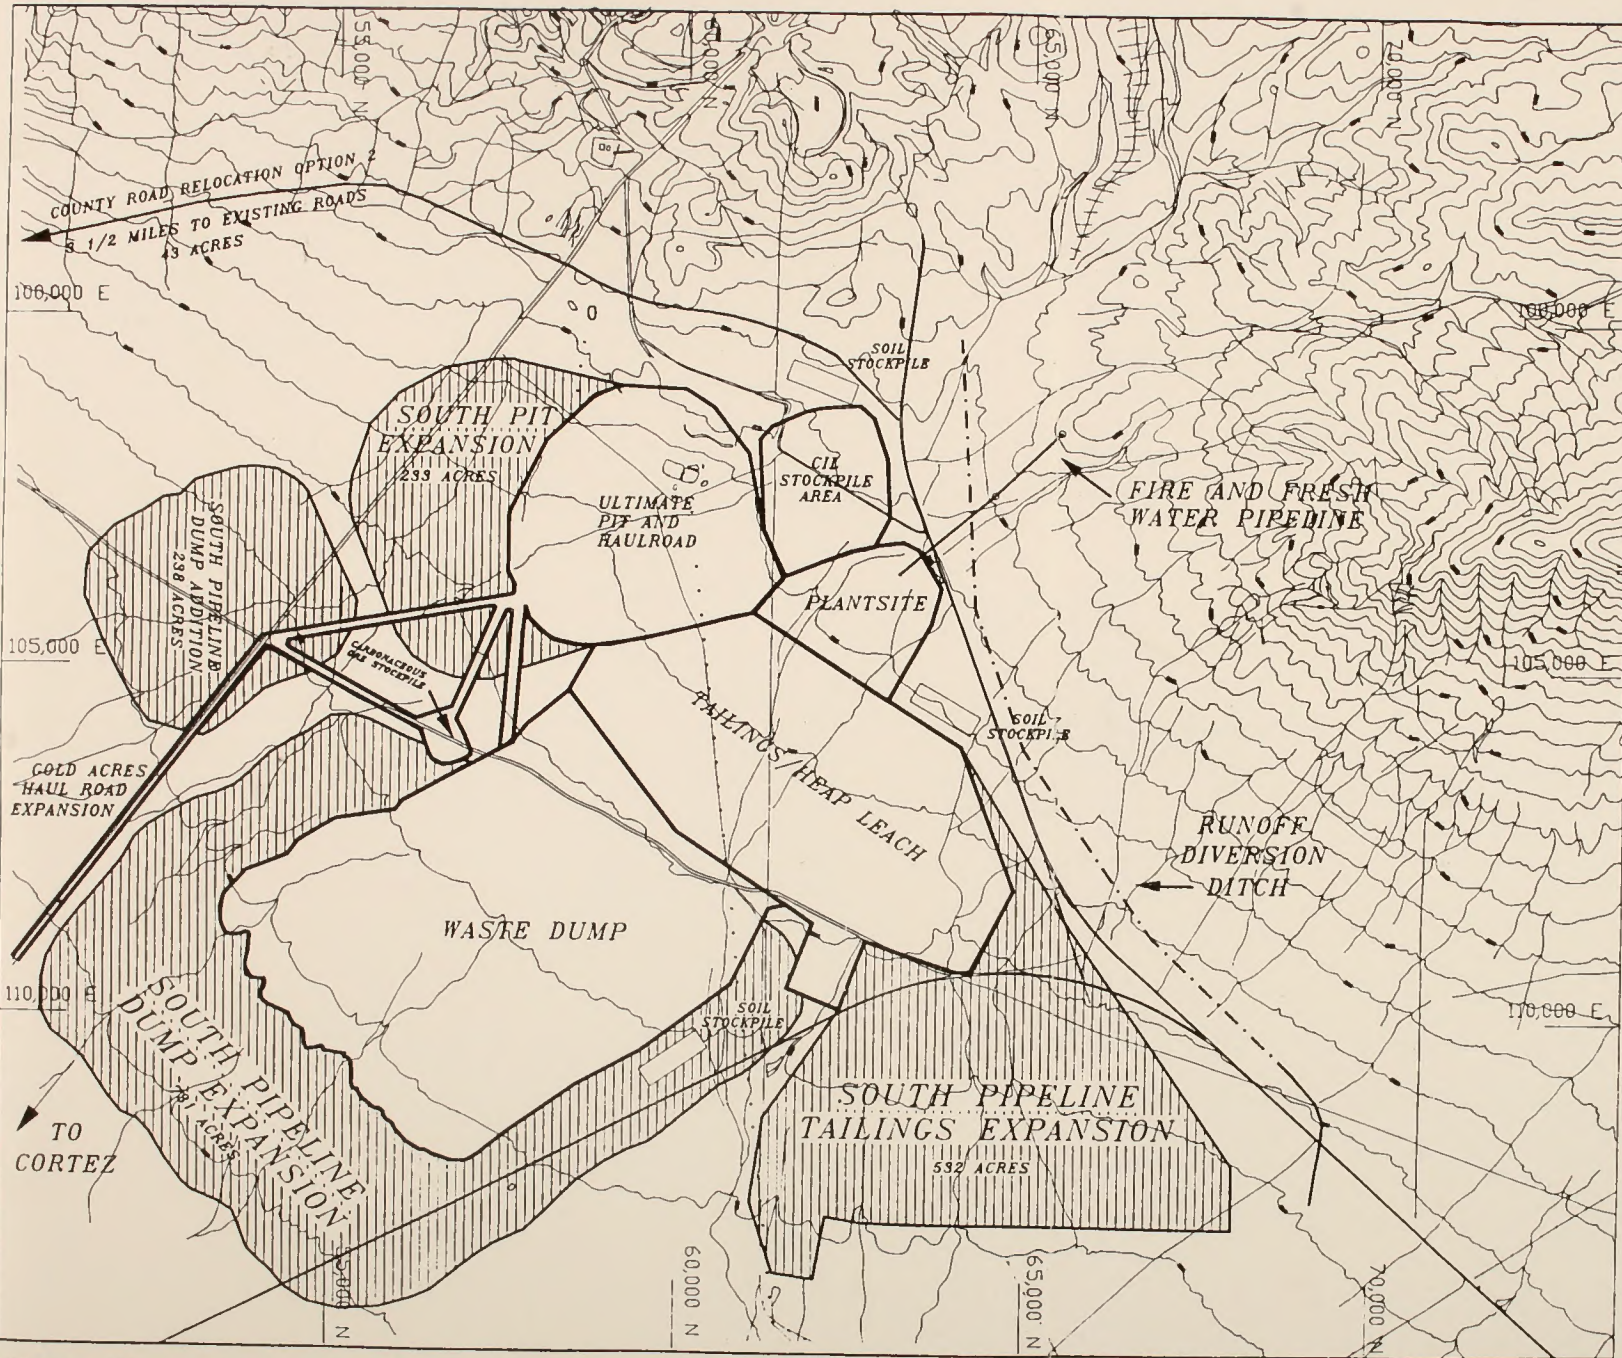 55,000 N
60,000 N
65,000 N
70,000 N
COUNTY ROAD RELOCATION OPTION 2
3 1/2 MILES TO EXISTING ROADS
43 ACRES
100,000 E
100,000 E
SOIL
STOCKPILE
SOUTH PIT
EXPANSION
233 ACRES
CIL
STOCKPILE
AREA
ULTIMATE
PIT AND
HAULROAD
FIRE AND FRESH
WATER PIPELINE
SOUTH PIPELINE
DUMP ADDITION
238 ACRES
PLANTSITE
105,000 E
105,000 E
CARBONACEOUS
ORE STOCKPILE
TAILINGS/HEAP LEACH
SOIL
STOCKPILE
GOLD ACRES
HAUL ROAD
EXPANSION
RUNOFF
DIVERSION
DITCH
WASTE DUMP
110,000 E
110,000 E
SOIL
STOCKPILE
SOUTH PIPELINE
DUMP EXPANSION
ACRES
SOUTH PIPELINE
TAILINGS EXPANSION
532 ACRES
TO
CORTEZ
55,000 N
60,000 N
65,000 N
70,000 N